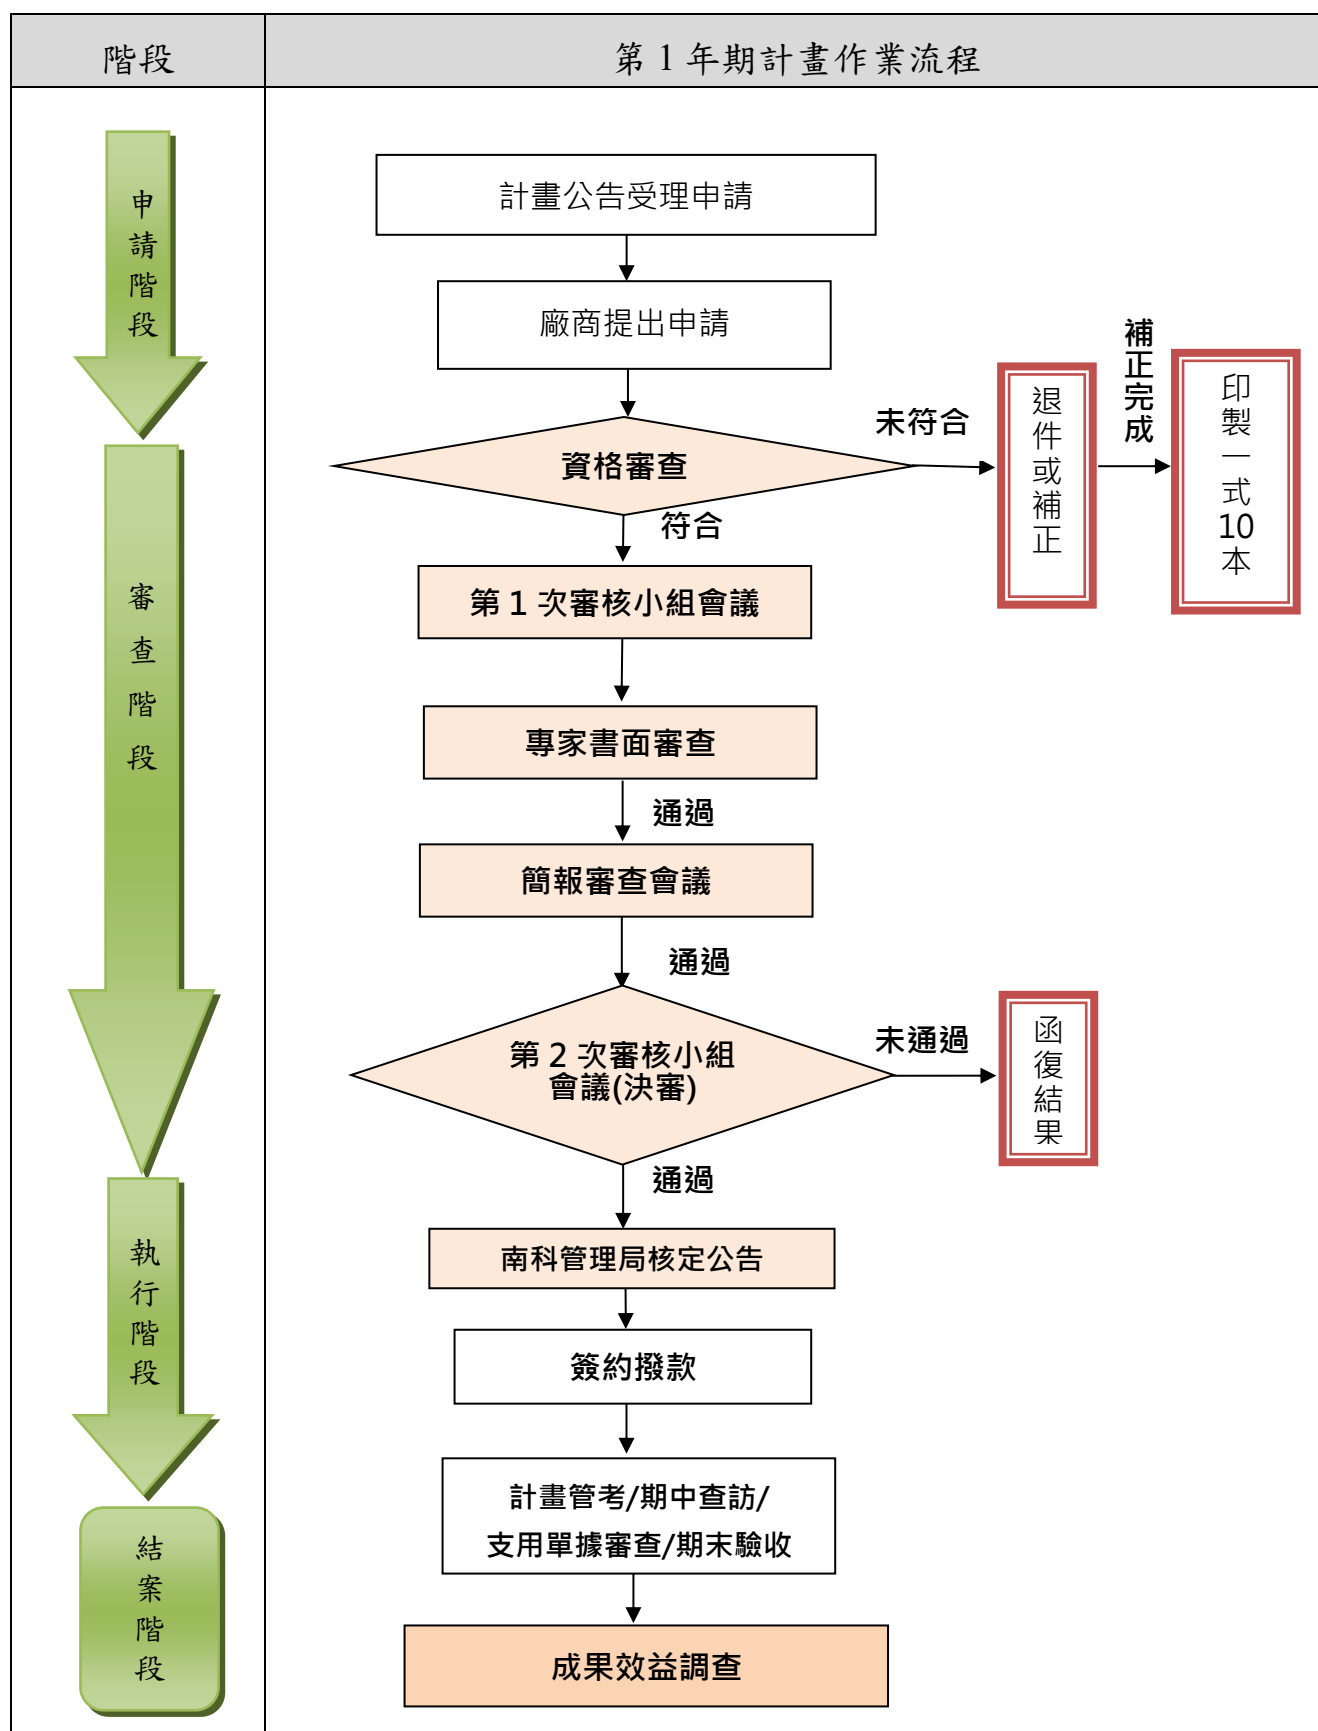 階段
第 1 年期計畫作業流程
申請階段
計畫公告受理申請
廠商提出申請
補正完成
未符合
退件或補正
印製一式10本
資格審查
符合
審查階段
第 1 次審核小組會議
專家書面審查
通過
簡報審查會議
通過
第 2 次審核小組
會議(決審)
未通過
函復結果
通過
執行階段
南科管理局核定公告
簽約撥款
計畫管考/期中查訪/
支用單據審查/期末驗收
結案階段
成果效益調查